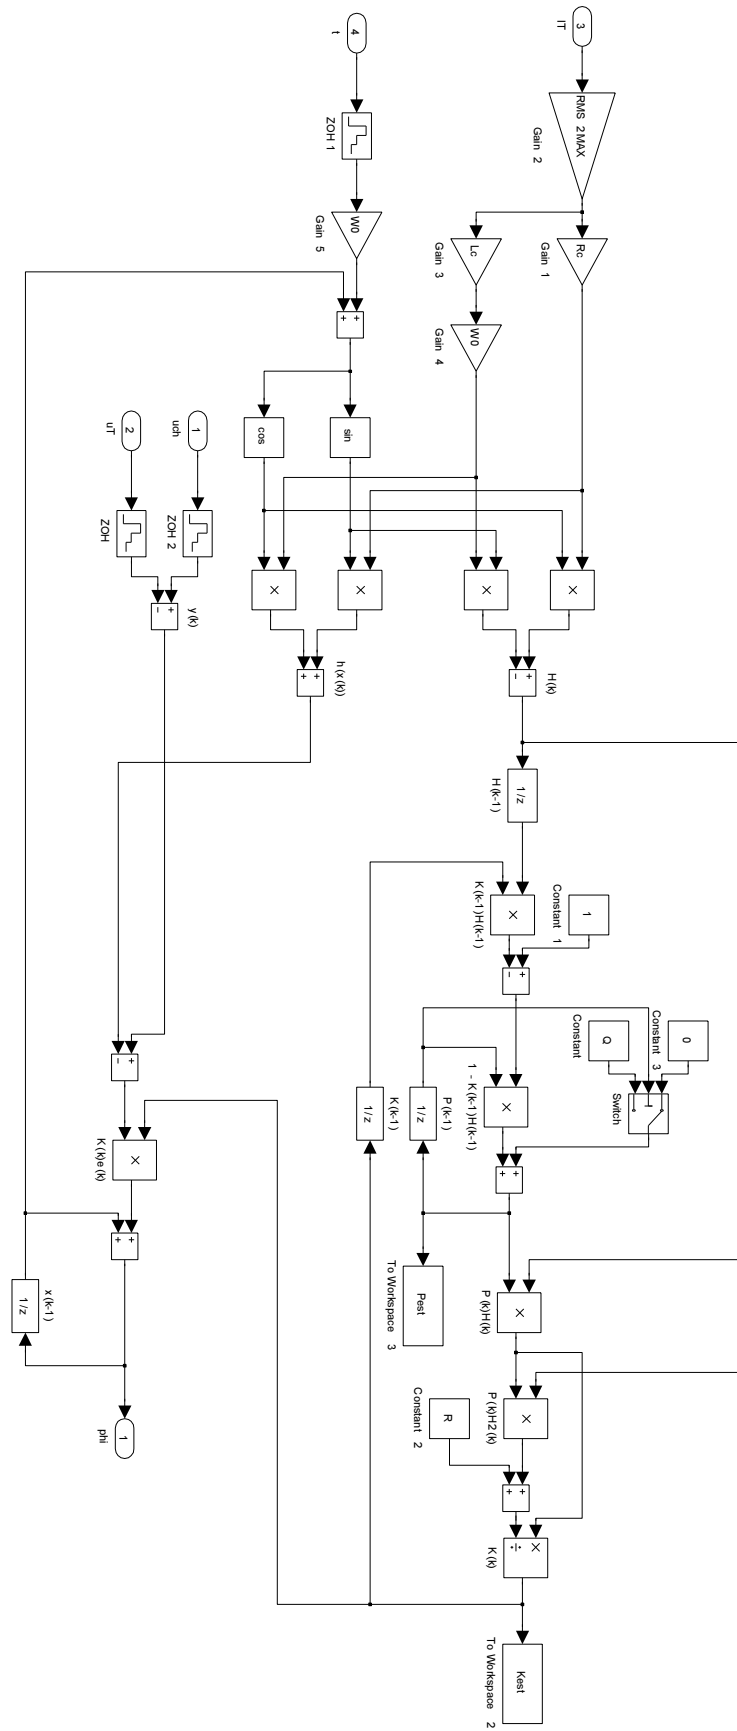 3
IT
RMS 2MAX
Gain 2
Rc
Gain 1
Lc
Gain 3
W0
Gain 4
4
t
ZOH 1
W0
Gain 5
+
+
sin
cos
1
uch
2
uT
ZOH 2
ZOH
+
−
y(k)
×
×
×
×
+
−
H(k)
+
+
h(x(k))
1/z
H(k-1)
×
K(k-1)H(k-1)
1
Constant 1
+
−
0
Constant 3
Q
Constant
Switch
×
1 - K(k-1)H(k-1)
1/z
P(k-1)
1/z
K(k-1)
+
+
Pest
To Workspace 3
×
P(k)H(k)
×
P(k)H2(k)
R
Constant 2
+
+
×
÷
K(k)
Kest
To Workspace 2
+
−
×
K(k)e(k)
+
+
1/z
x(k-1)
1
phi